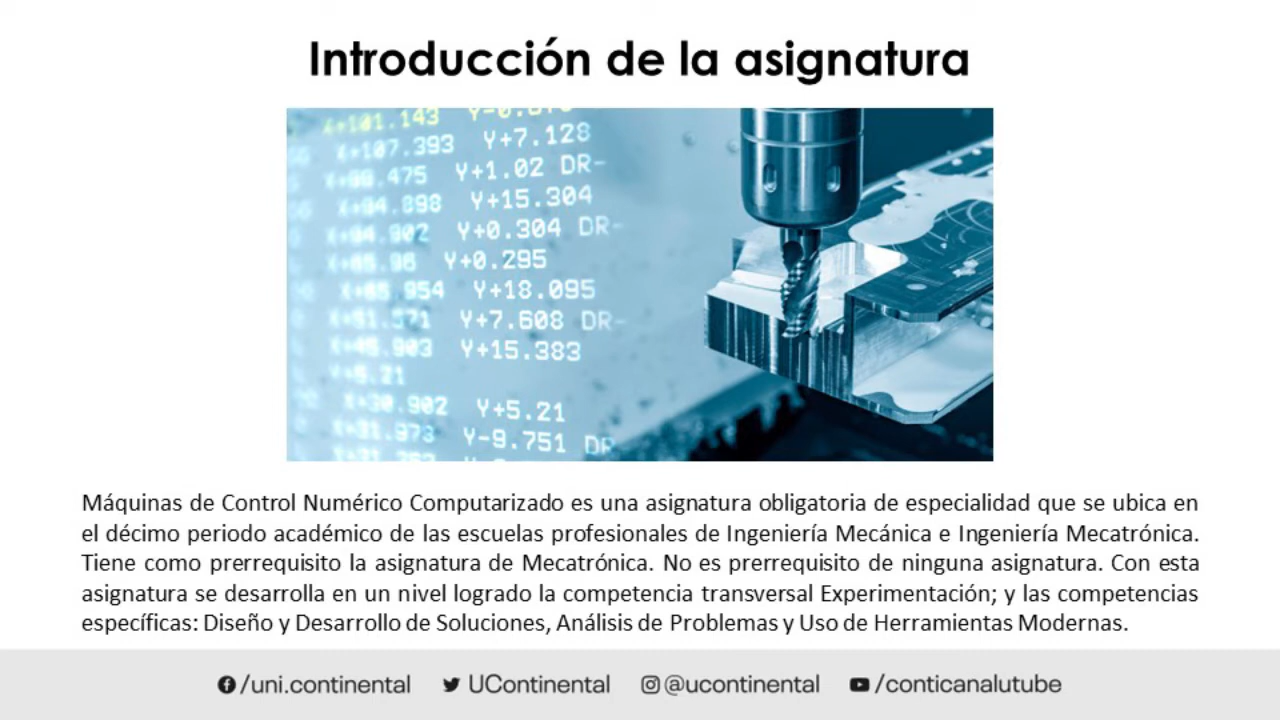 Introducción de la asignatura
X+101.143
X+107.393 Y+7.128
Y+1.02 DR-
Y+15.304
Y+0.304 DR-
Y+0.295
Y+18.095
Y+7.608 DR-
Y+15.383
Y+5.21
Y-9.751 DR
Máquinas de Control Numérico Computarizado es una asignatura obligatoria de especialidad que se ubica en
el décimo periodo académico de las escuelas profesionales de Ingeniería Mecánica e Ingeniería Mecatrónica.
Tiene como prerrequisito la asignatura de Mecatrónica. No es prerrequisito de ninguna asignatura. Con esta
asignatura se desarrolla en un nivel logrado la competencia transversal Experimentación; y las competencias
específicas: Diseño y Desarrollo de Soluciones, Análisis de Problemas y Uso de Herramientas Modernas.
/uni.continental UContinental @ucontinental /conticanalutube